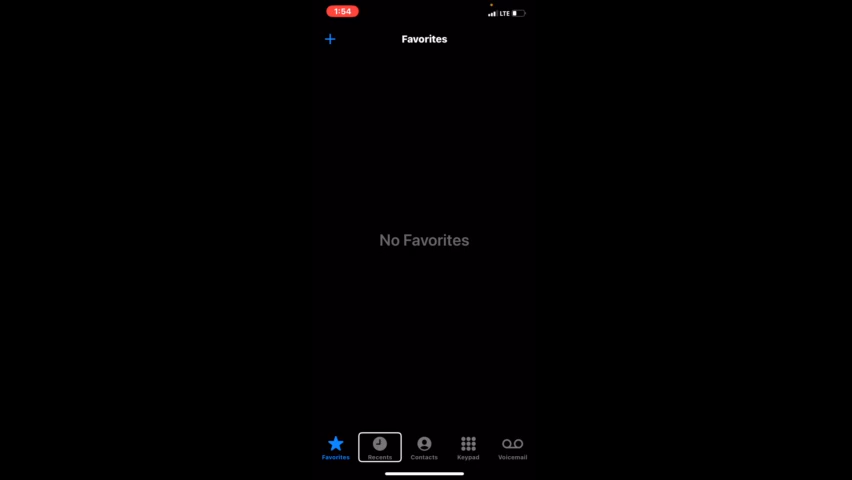 1:54
LTE
Favorites
No Favorites
Favorites
Recents
Contacts
Keypad
Voicemail